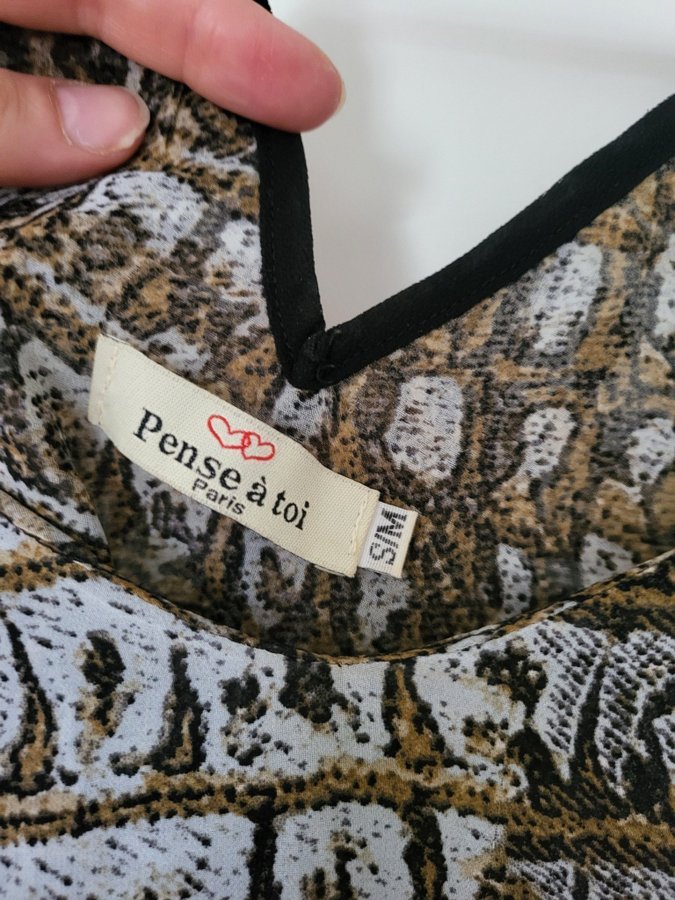 Pense à toi
Paris
S/M